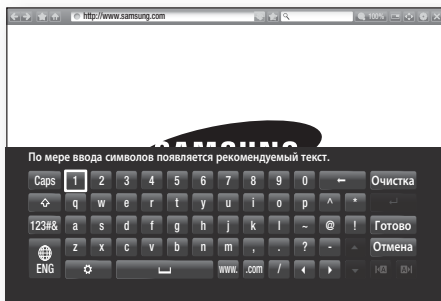 http://www.samsung.com 100%
SAMSUNG
По мере ввода символов появляется рекомендуемый текст.
Caps 1 2 3 4 5 6 7 8 9 0 ← Очистка
q w e r t y u i o p ^ *
123#& a s d f g h j k l ~ @ ! Готово
z x c v b n m , . ? - Отмена
ENG www. .com /